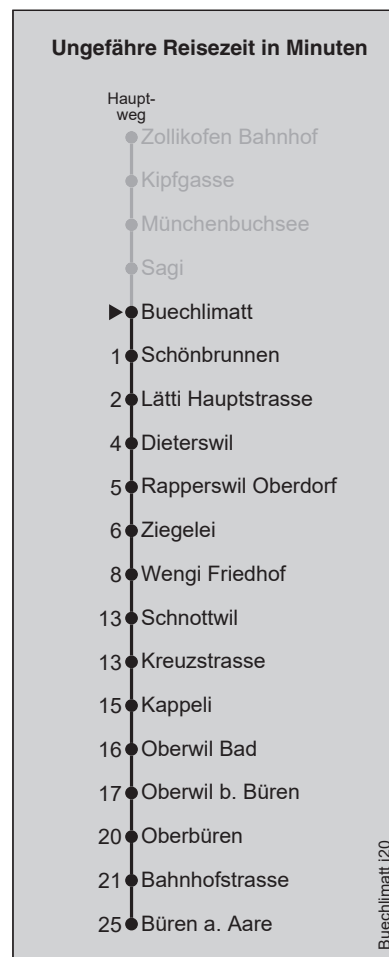 Ungefähre Reisezeit in Minuten
Haupt-
weg
Zollikofen Bahnhof
Kipfgasse
Münchenbuchsee
Sagi
Buechlimatt
1 Schönbrunnen
2 Lätti Hauptstrasse
4 Dieterswil
5 Rapperswil Oberdorf
6 Ziegelei
8 Wengi Friedhof
13 Schnottwil
13 Kreuzstrasse
15 Kappeli
16 Oberwil Bad
17 Oberwil b. Büren
20 Oberbüren
21 Bahnhofstrasse
25 Büren a. Aare
Buechlimatt j20